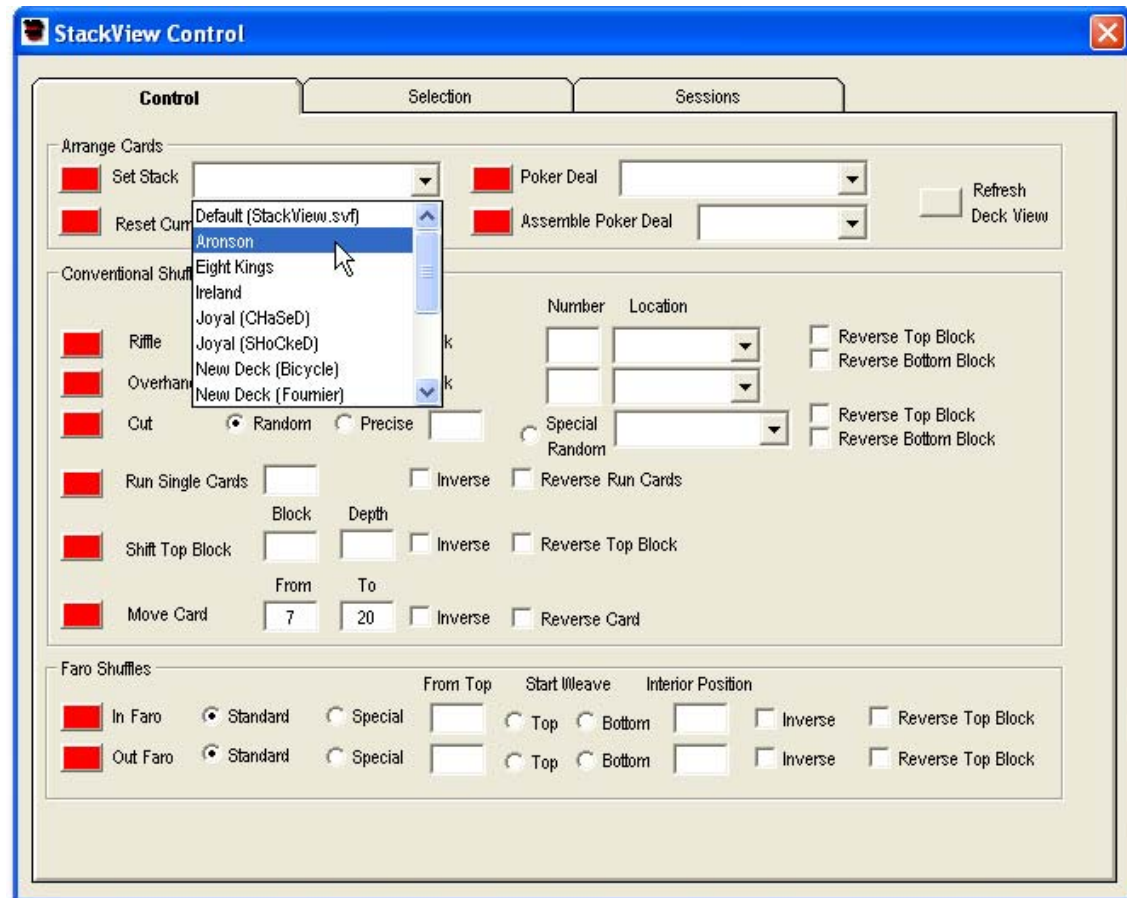 StackView Control
Control Selection Sessions
Arrange Cards
Set Stack Poker Deal
Refresh
Deck View
Reset Curr Assemble Poker Deal
Default (StackView.svf)
Aronson
Eight Kings
Ireland
Joyal (CHaSeD)
Joyal (SHoCkeD)
New Deck (Bicycle)
New Deck (Fournier)
Conventional Shuf
Number Location
Riffle k Reverse Top Block
Reverse Bottom Block
Overhan k
Cut Random Precise Special
Random
Reverse Top Block
Reverse Bottom Block
Run Single Cards Inverse Reverse Run Cards
Block Depth
Shift Top Block Inverse Reverse Top Block
From To
Move Card 7 20 Inverse Reverse Card
Faro Shuffles
From Top Start Weave Interior Position
In Faro Standard Special Top Bottom Inverse Reverse Top Block
Out Faro Standard Special Top Bottom Inverse Reverse Top Block